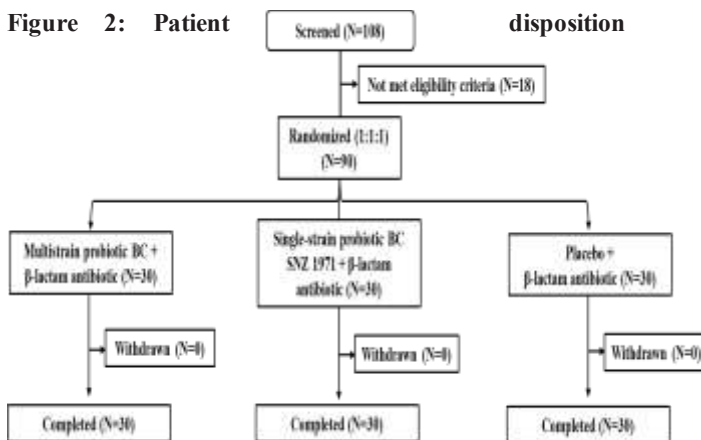 Figure 2: Patient disposition
Screened (N=108)
Not met eligibility criteria (N=18)
Randomized (1:1:1)
(N=90)
Multistrain probiotic BC +
β-lactam antibiotic (N=30)
Single-strain probiotic BC
SNZ 1971 + β-lactam
antibiotic (N=30)
Placebo +
β-lactam antibiotic (N=30)
Withdrawn (N=0)
Withdrawn (N=0)
Withdrawn (N=0)
Completed (N=30)
Completed (N=30)
Completed (N=30)